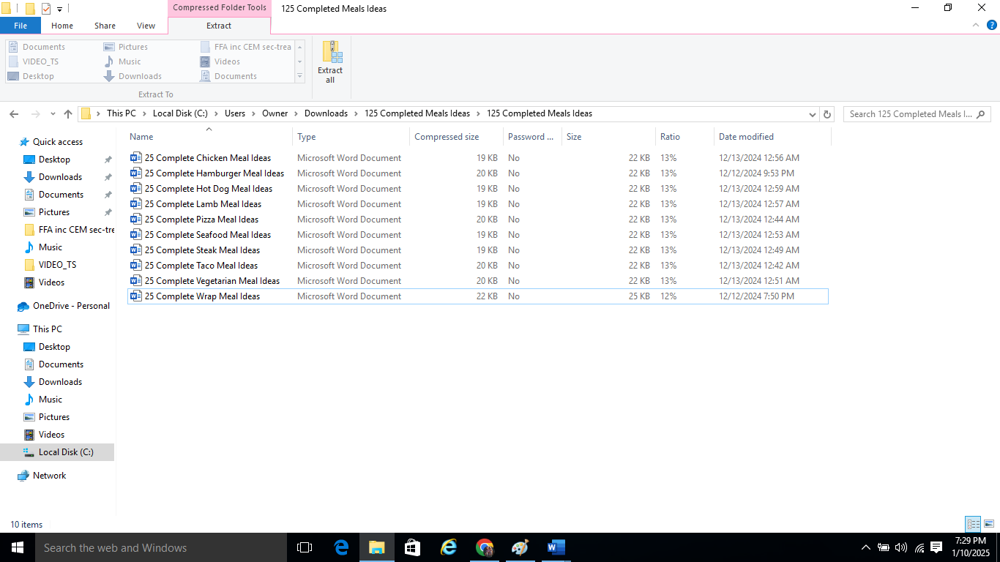 Compressed Folder Tools 125 Completed Meals Ideas
File Home Share View Extract
Documents Pictures FFA inc CEM sec-trea
VIDEO_TS Music Videos
Desktop Downloads Documents
Extract To
Extract all
This PC Local Disk (C:) Users Owner Downloads 125 Completed Meals Ideas 125 Completed Meals Ideas Search 125 Completed Meals I...
Name Type Compressed size Password ... Size Ratio Date modified
25 Complete Chicken Meal Ideas Microsoft Word Document 19 KB No 22 KB 13% 12/13/2024 12:56 AM
25 Complete Hamburger Meal Ideas Microsoft Word Document 20 KB No 22 KB 13% 12/12/2024 9:53 PM
25 Complete Hot Dog Meal Ideas Microsoft Word Document 19 KB No 22 KB 13% 12/13/2024 12:59 AM
25 Complete Lamb Meal Ideas Microsoft Word Document 19 KB No 22 KB 13% 12/13/2024 12:57 AM
25 Complete Pizza Meal Ideas Microsoft Word Document 20 KB No 22 KB 13% 12/13/2024 12:44 AM
25 Complete Seafood Meal Ideas Microsoft Word Document 19 KB No 22 KB 13% 12/13/2024 12:53 AM
25 Complete Steak Meal Ideas Microsoft Word Document 19 KB No 22 KB 13% 12/13/2024 12:49 AM
25 Complete Taco Meal Ideas Microsoft Word Document 20 KB No 22 KB 13% 12/13/2024 12:42 AM
25 Complete Vegetarian Meal Ideas Microsoft Word Document 20 KB No 22 KB 13% 12/13/2024 12:51 AM
25 Complete Wrap Meal Ideas Microsoft Word Document 22 KB No 25 KB 12% 12/12/2024 7:50 PM
Quick access
Desktop
Downloads
Documents
Pictures
FFA inc CEM sec-tre
Music
VIDEO_TS
Videos
OneDrive - Personal
This PC
Desktop
Documents
Downloads
Music
Pictures
Videos
Local Disk (C:)
Network
10 items
Search the web and Windows
7:29 PM
1/10/2025